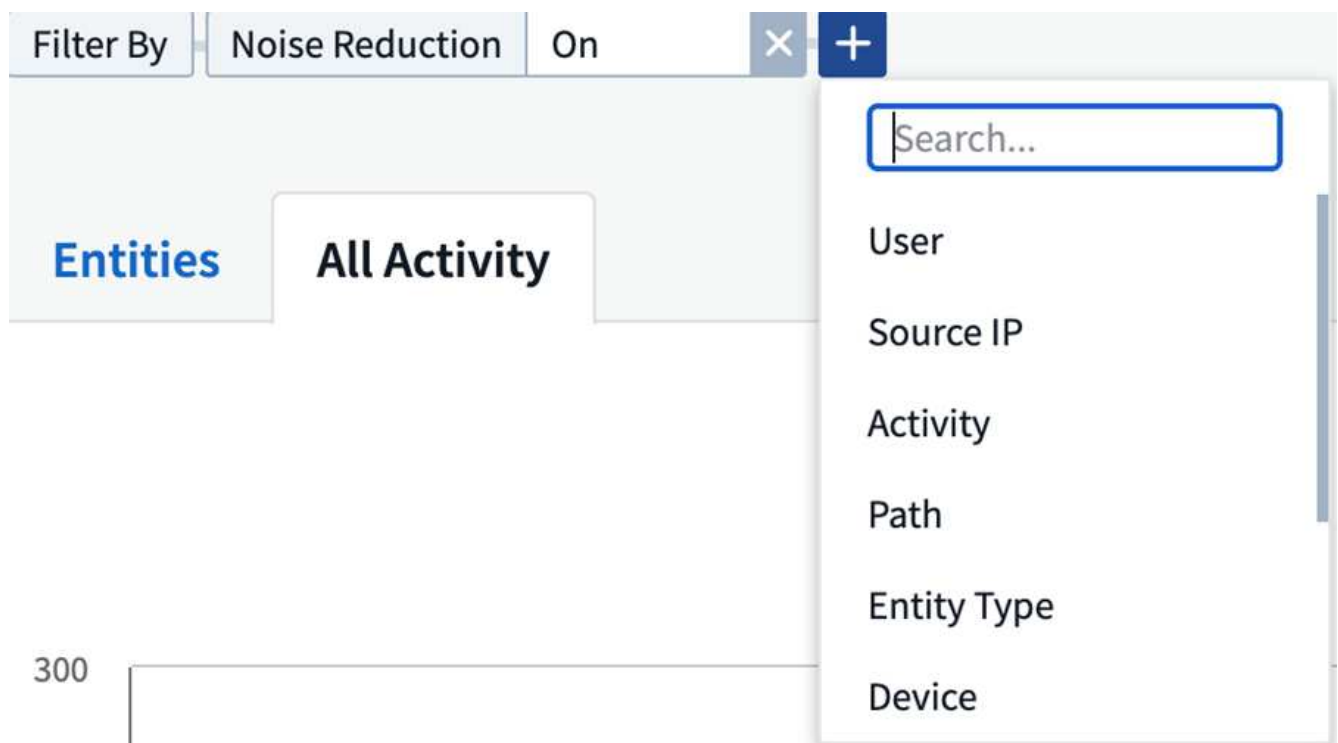 Filter By Noise Reduction On × +
Search...
Entities All Activity
User
Source IP
Activity
Path
Entity Type
Device
300